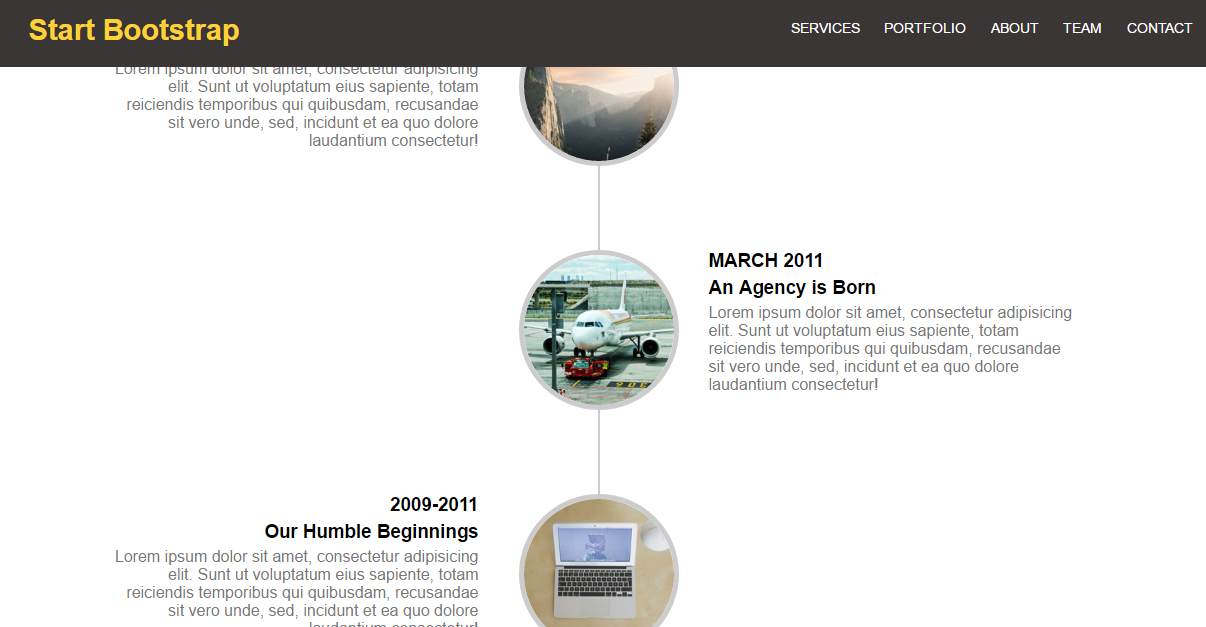 Start Bootstrap
SERVICES PORTFOLIO ABOUT TEAM CONTACT
Lorem ipsum dolor sit amet, consectetur adipisicing
elit. Sunt ut voluptatum eius sapiente, totam
reiciendis temporibus qui quibusdam, recusandae
sit vero unde, sed, incidunt et ea quo dolore
laudantium consectetur!
MARCH 2011
An Agency is Born
Lorem ipsum dolor sit amet, consectetur adipisicing
elit. Sunt ut voluptatum eius sapiente, totam
reiciendis temporibus qui quibusdam, recusandae
sit vero unde, sed, incidunt et ea quo dolore
laudantium consectetur!
2009-2011
Our Humble Beginnings
Lorem ipsum dolor sit amet, consectetur adipisicing
elit. Sunt ut voluptatum eius sapiente, totam
reiciendis temporibus qui quibusdam, recusandae
sit vero unde, sed, incidunt et ea quo dolore
laudantium consectetur!